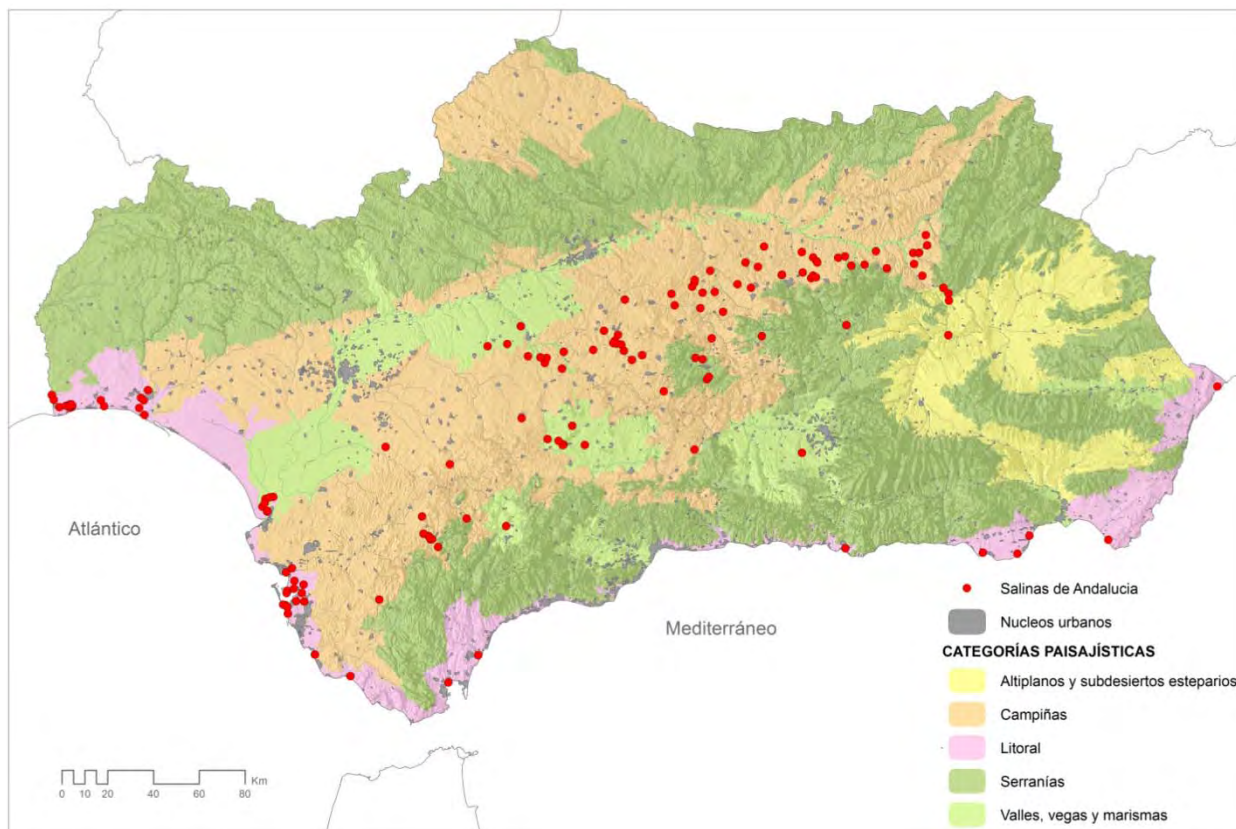 Atlántico
Mediterráneo
Salinas de Andalucia
Nucleos urbanos
CATEGORÍAS PAISAJÍSTICAS
Altiplanos y subdesiertos esteparios
Campiñas
Litoral
Serranías
Valles, vegas y marismas
Km
0 10 20 40 60 80